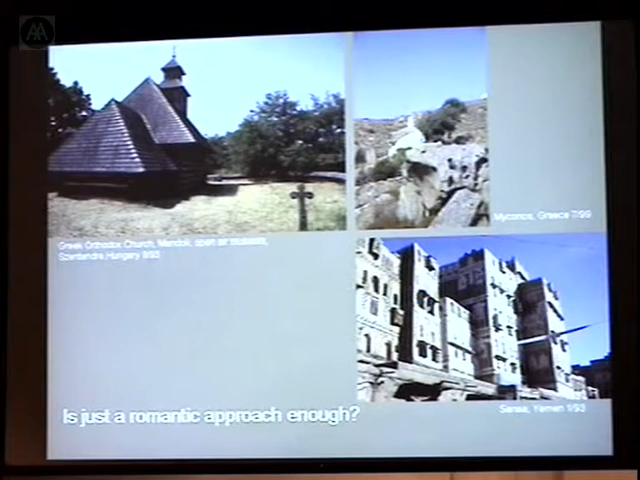 AA
Greek Orthodox Church, Mandok, open air museum,
Szentendre,Hungary 8/93
Myconos, Greece 7/99
Sanaa, Yemen 1/93
Is just a romantic approach enough?